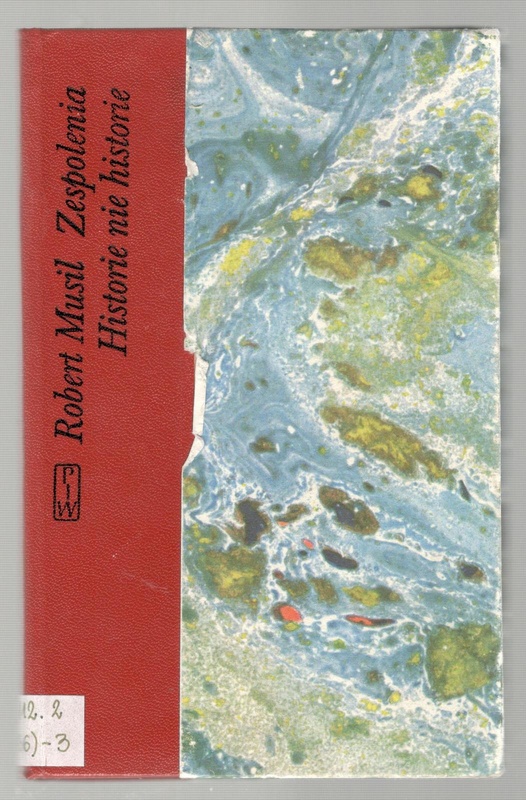 Robert Musil Zespolenia
Historie nie historie
PIW
12. 2
6)-3